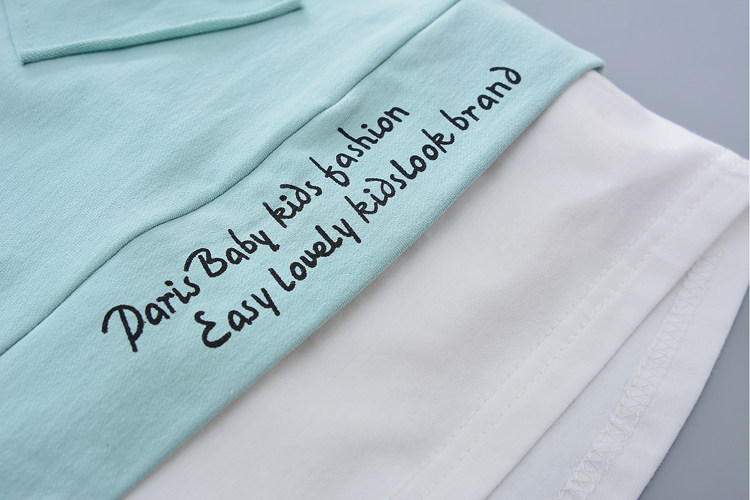 Paris Baby kids fashion
Easy Lovely kidslook brand